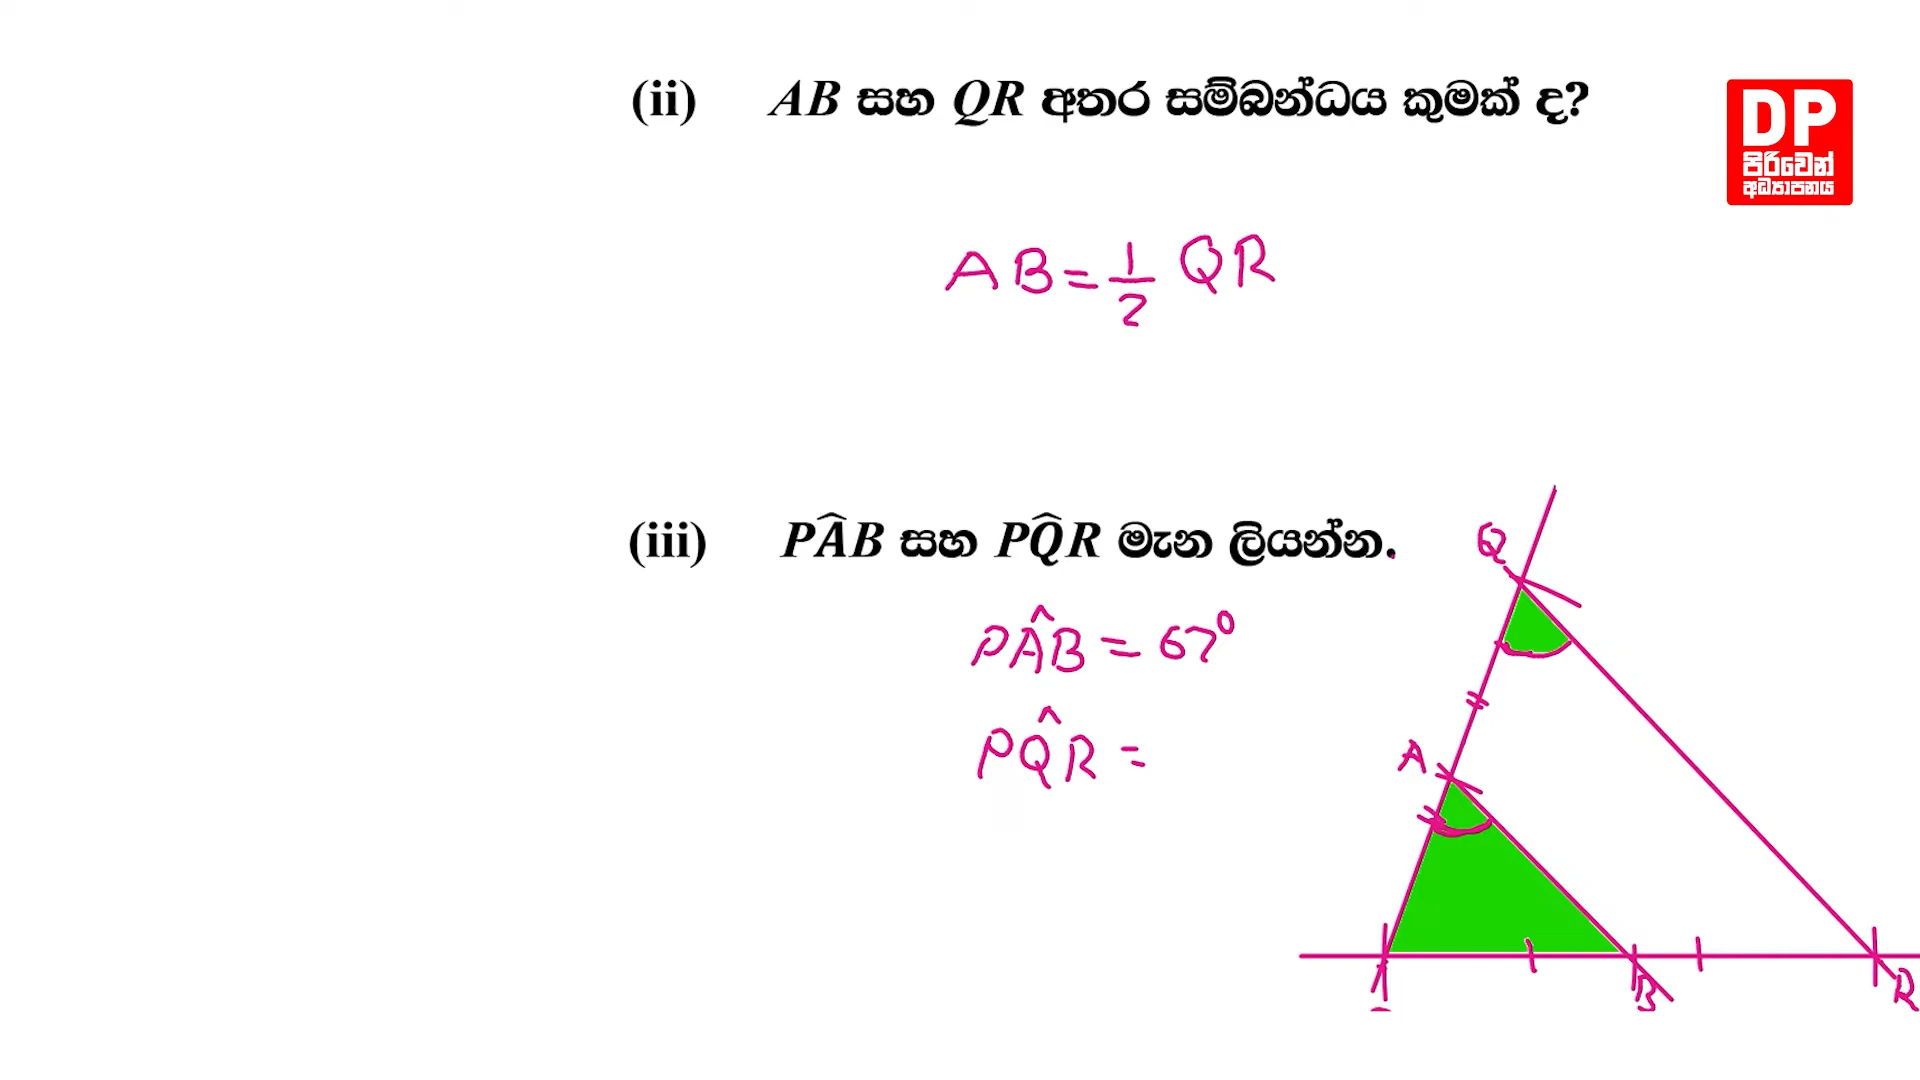 (ii) AB සහ QR අතර සම්බන්ධය කුමක් ද?
DP
පිරිවෙන්
අධ්‍යාපනය
AB = 1/2 QR
(iii) PÂB සහ PQ̂R මැන ලියන්න.
PÂB = 67°
PQ̂R =
Q
A
B
R